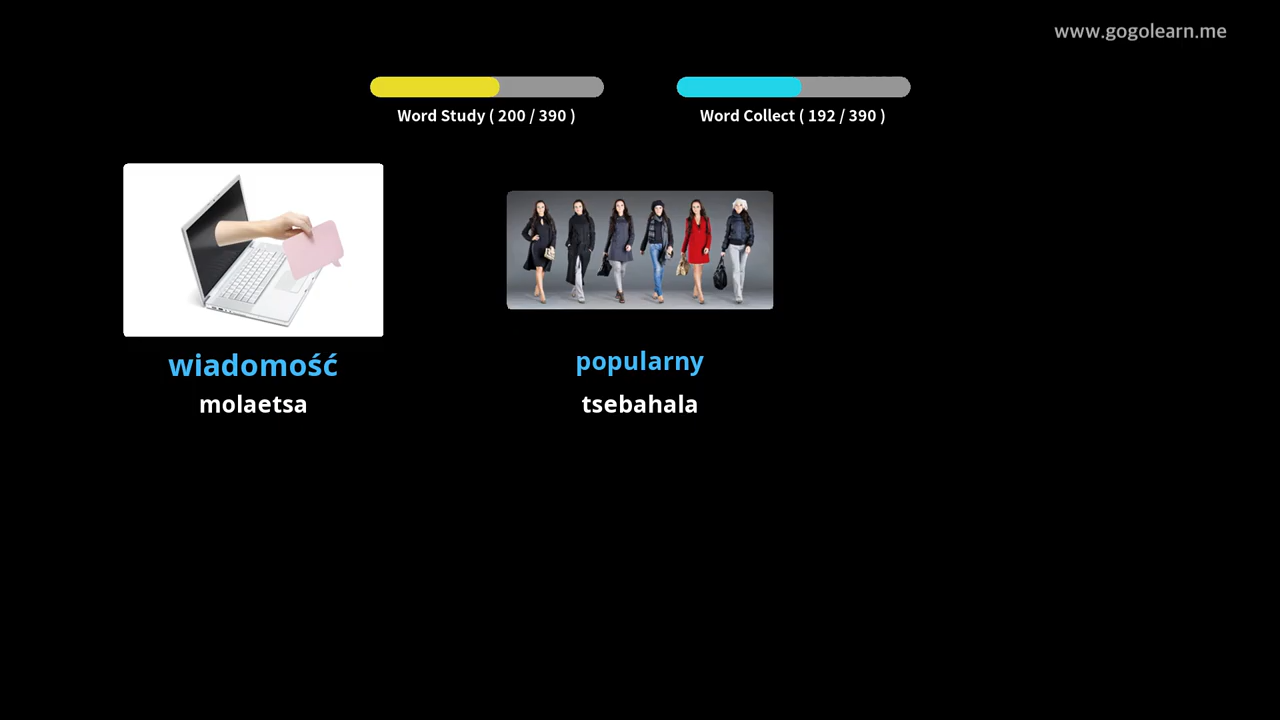 www.gogolearn.me
Word Study ( 200 / 390 )
Word Collect ( 192 / 390 )
wiadomość
molaetsa
popularny
tsebahala